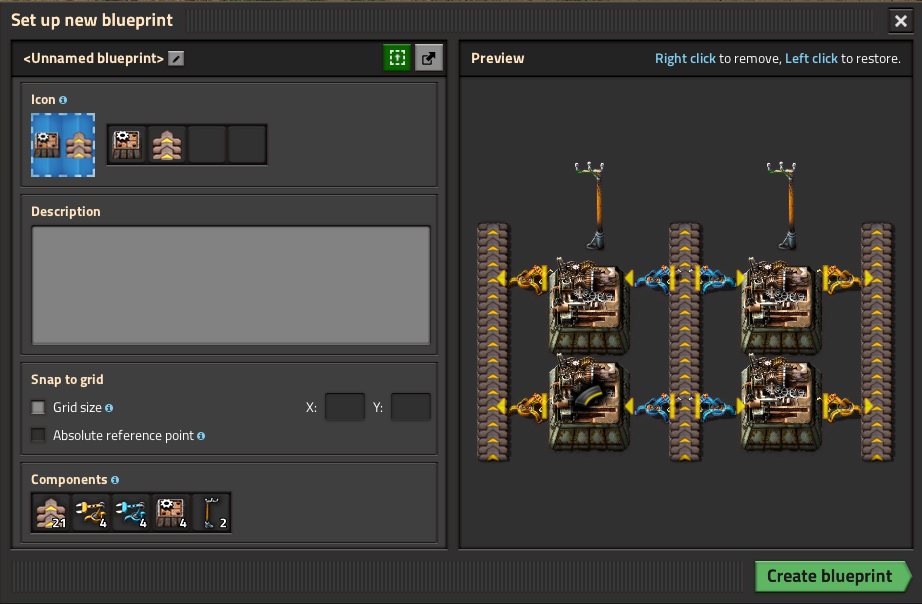 Set up new blueprint
<Unnamed blueprint>
Preview
Right click to remove, Left click to restore.
Icon
Description
Snap to grid
Grid size
X:
Y:
Absolute reference point
Components
21 4 4 4 2
Create blueprint